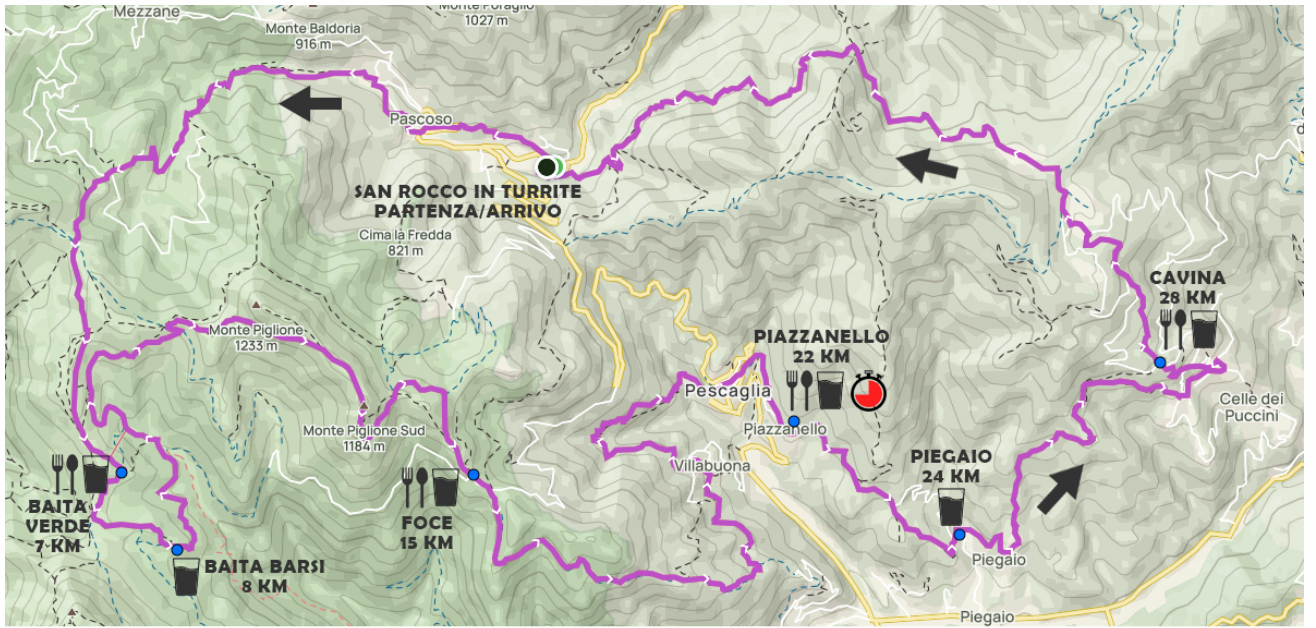 Mezzane
Monte Baldoria
916 m
1027 m
Pascoso
SAN ROCCO IN TURRITE
PARTENZA/ARRIVO
Cima la Fredda
821 m
CAVINA
28 KM
Monte Piglione
1233 m
PIAZZANELLO
22 KM
Pescaglia
Celle dei
Puccini
Monte Piglione Sud
1184 m
Piazzanello
Villabuona
PIEGAIO
24 KM
BAITA
VERDE
7 KM
FOCE
15 KM
BAITA BARSI
8 KM
Piegaio
Piegaio